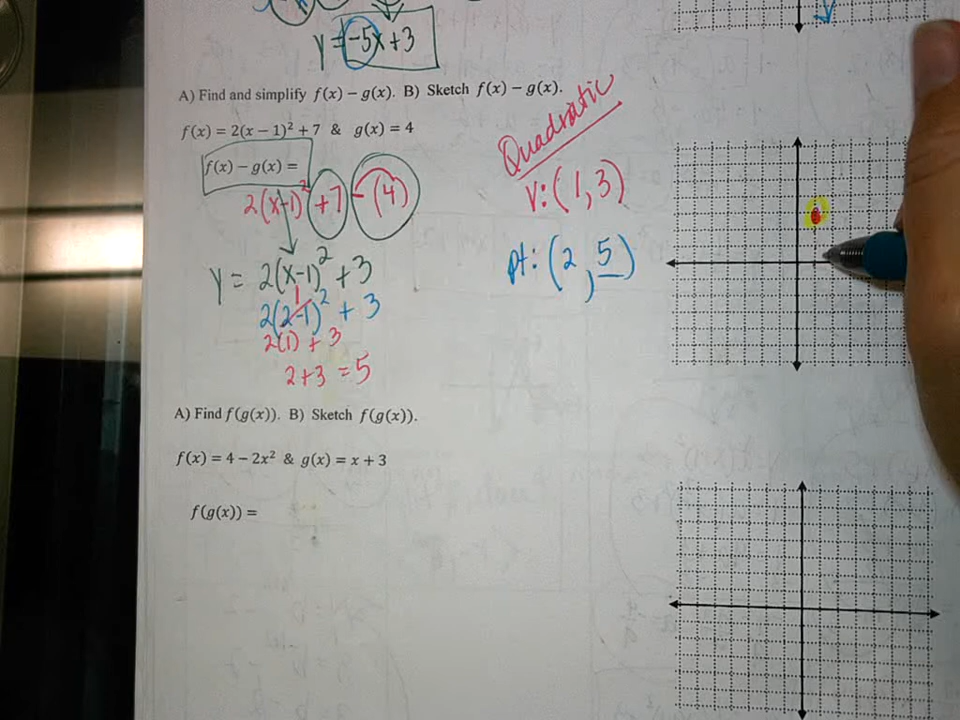 y = -5x + 3
A) Find and simplify f(x) − g(x). B) Sketch f(x) − g(x).
f(x) = 2(x − 1)² + 7 & g(x) = 4
f(x) − g(x) =
2(x-1)² + 7 - (4)
Quadratic
V: (1, 3)
y = 2(x-1)² + 3
pt: (2, 5)
2(2-1)² + 3
1
2(1) + 3
2+3 = 5
A) Find f(g(x)). B) Sketch f(g(x)).
f(x) = 4 − 2x² & g(x) = x + 3
f(g(x)) =